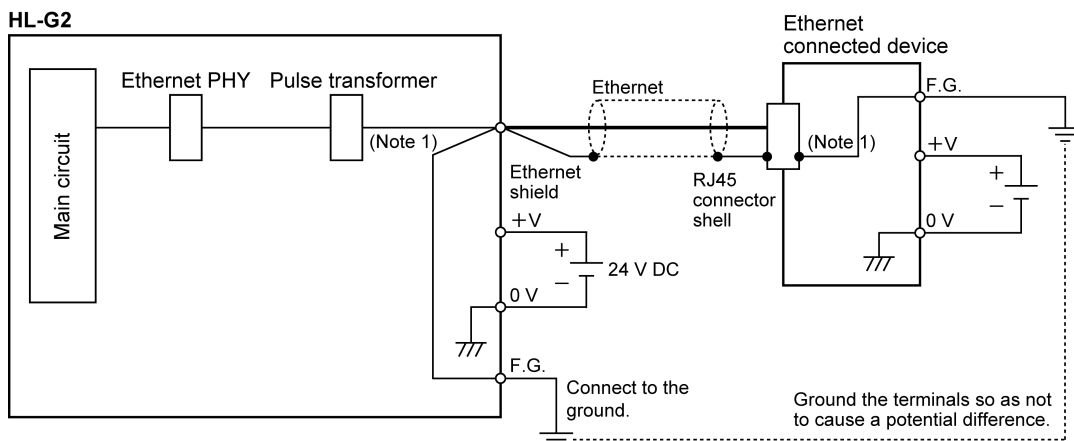 HL-G2
Main circuit
Ethernet PHY
Pulse transformer
(Note 1)
Ethernet
shield
+V
+
−
24 V DC
0 V
F.G.
Connect to the
ground.
Ethernet
RJ45
connector
shell
Ethernet
connected device
(Note 1)
F.G.
+V
+
−
0 V
Ground the terminals so as not
to cause a potential difference.